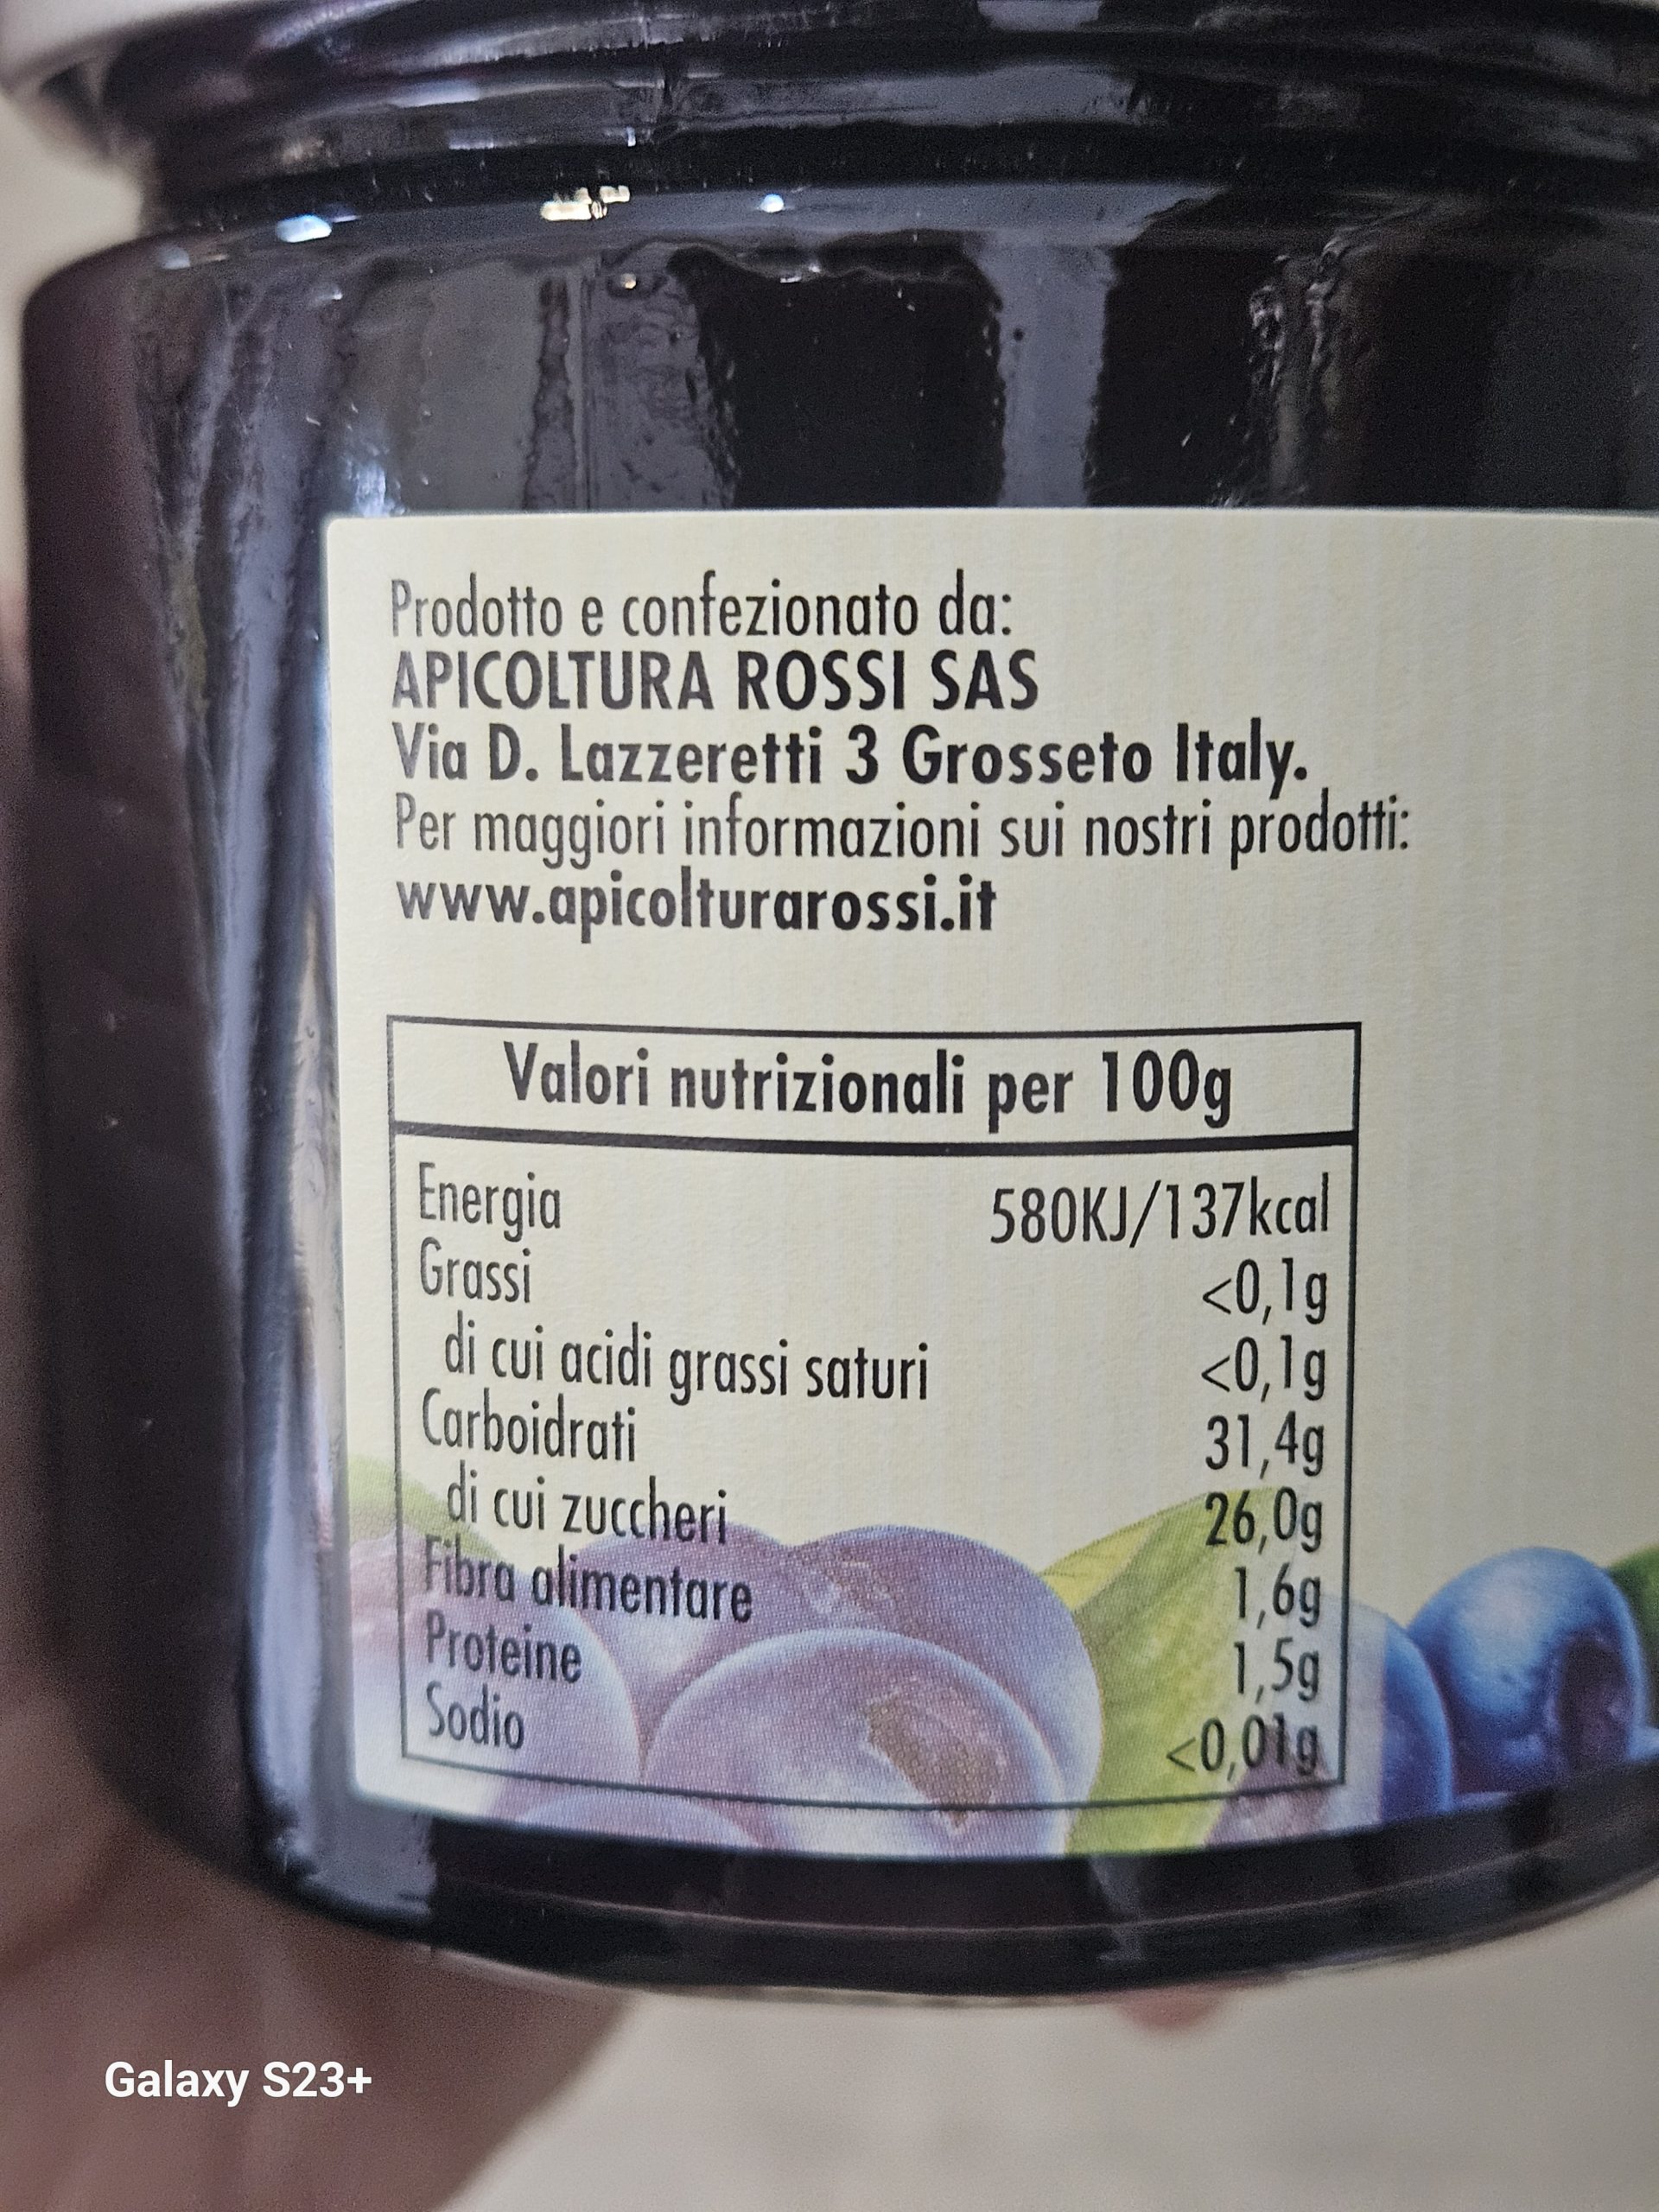 Prodotto e confezionato da:
APICOLTURA ROSSI SAS
Via D. Lazzeretti 3 Grosseto Italy.
Per maggiori informazioni sui nostri prodotti:
www.apicolturarossi.it
Valori nutrizionali per 100g
Energia 580KJ/137kcal
Grassi <0,1g
di cui acidi grassi saturi <0,1g
Carboidrati 31,4g
di cui zuccheri 26,0g
Fibra alimentare 1,6g
Proteine 1,5g
Sodio <0,01g
Galaxy S23+